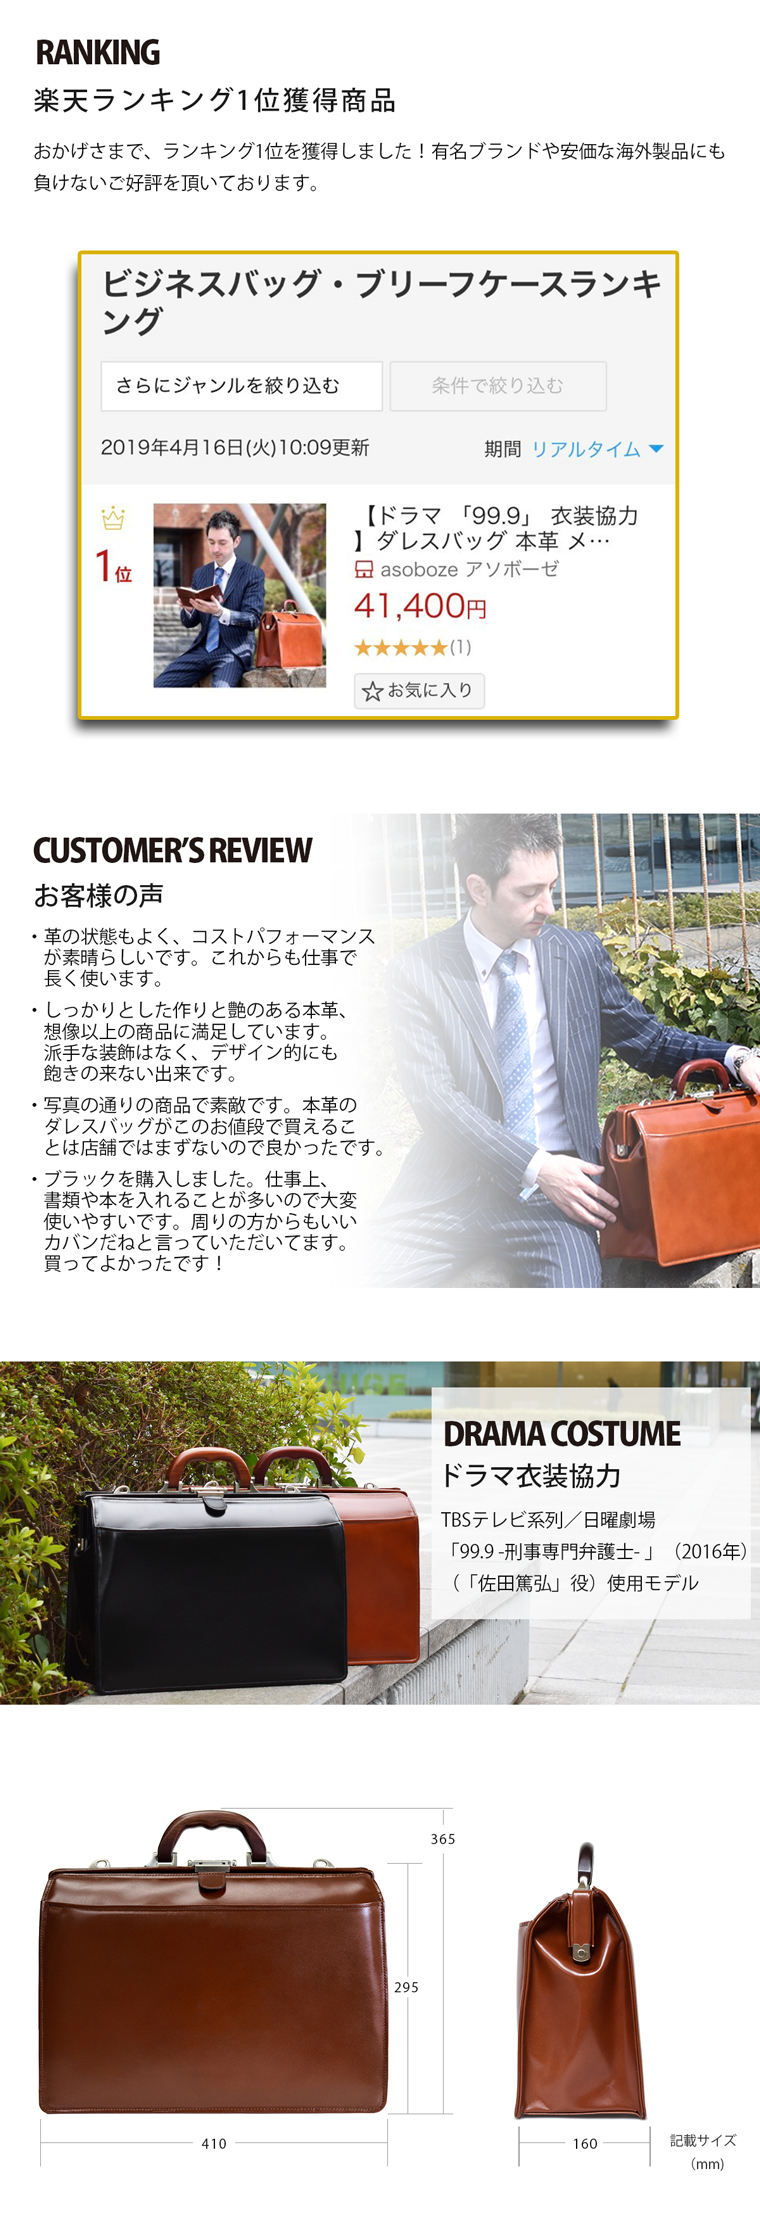 RANKING
楽天ランキング1位獲得商品
おかげさまで、ランキング1位を獲得しました！有名ブランドや安価な海外製品にも
負けないご好評を頂いております。
ビジネスバッグ・ブリーフケースランキ
ング
さらにジャンルを絞り込む
条件で絞り込む
2019年4月16日(火)10:09更新
期間 リアルタイム
1位
【ドラマ 「99.9」 衣装協力
】ダレスバッグ 本革 メ…
asoboze アソボーゼ
41,400円
★★★★★(1)
☆お気に入り
CUSTOMER'S REVIEW
お客様の声
・革の状態もよく、コストパフォーマンス
が素晴らしいです。これからも仕事で
長く使います。
・しっかりとした作りと艶のある本革、
想像以上の商品に満足しています。
派手な装飾はなく、デザイン的にも
飽きの来ない出来です。
・写真の通りの商品で素敵です。本革の
ダレスバッグがこのお値段で買えるこ
とは店舗ではまずないので良かったです。
・ブラックを購入しました。仕事上、
書類や本を入れることが多いので大変
使いやすいです。周りの方からもいい
カバンだねと言っていただいてます。
買ってよかったです！
DRAMA COSTUME
ドラマ衣装協力
TBSテレビ系列／日曜劇場
「99.9 -刑事専門弁護士- 」（2016年）
（「佐田篤弘」役）使用モデル
365
295
410
160
記載サイズ
（mm）